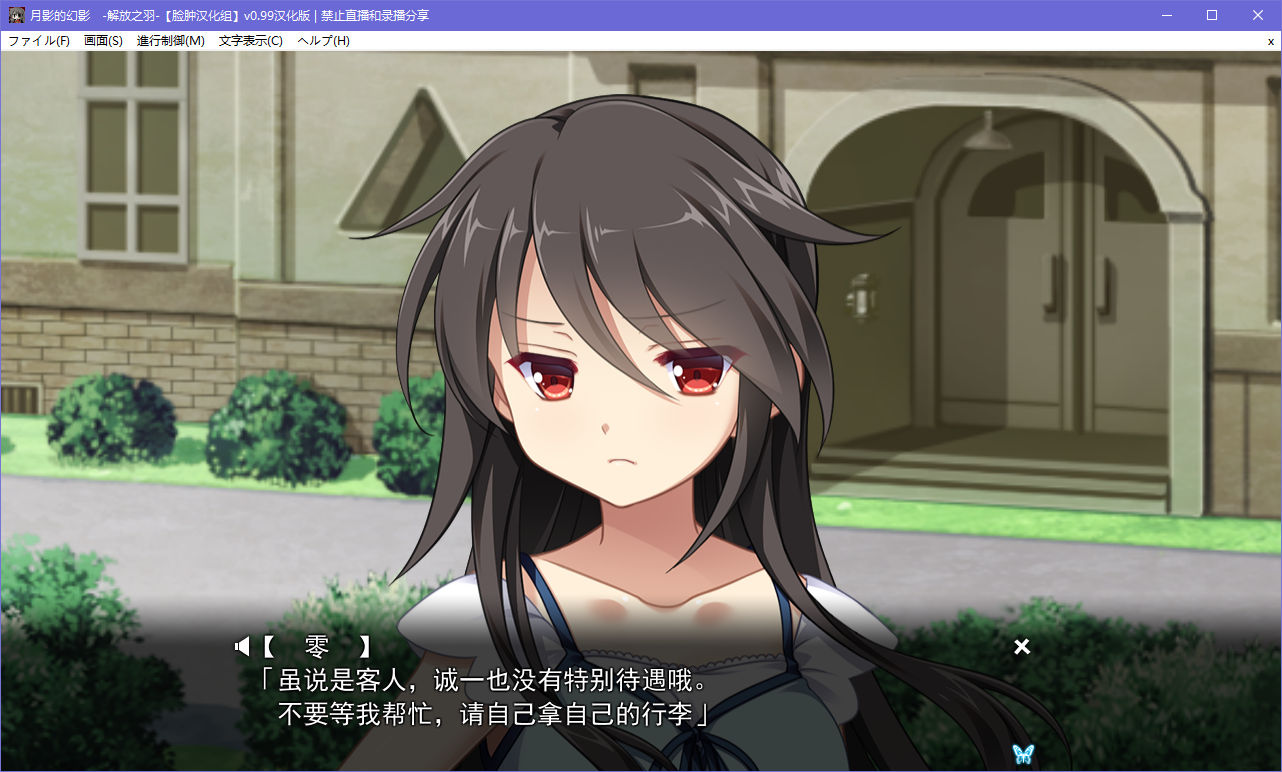 月影的幻影　-解放之羽-【脸肿汉化组】v0.99汉化版 | 禁止直播和录播分享
ファイル(F) 画面(S) 進行制御(M) 文字表示(C) ヘルプ(H) x
【　零　】
「虽说是客人，诚一也没有特别待遇哦。
不要等我帮忙，请自己拿自己的行李」